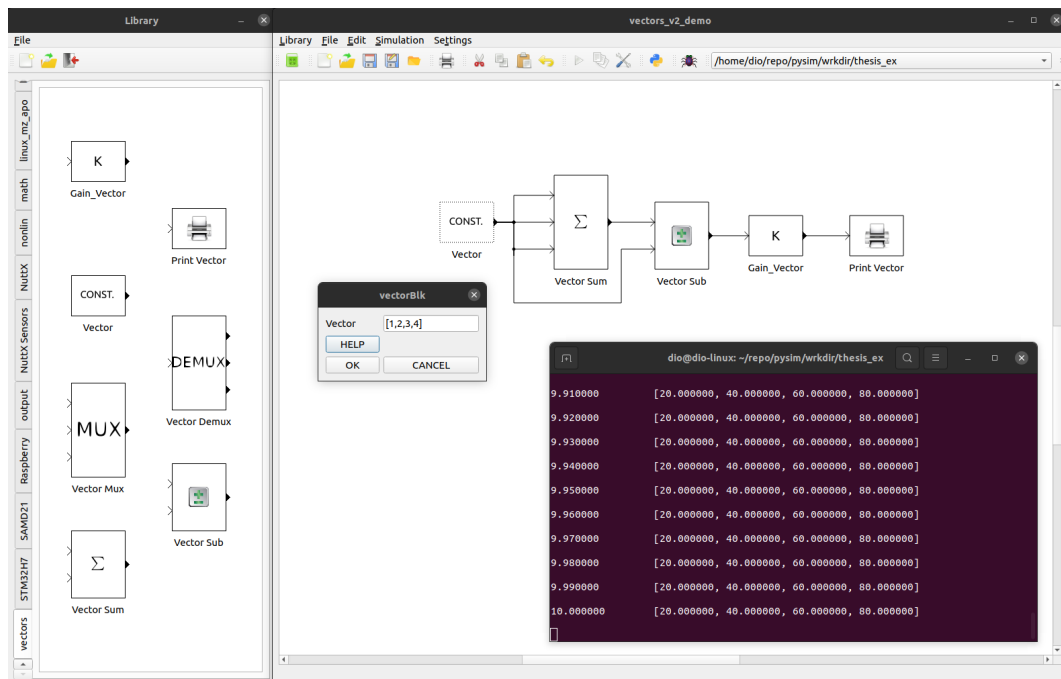 Library
File
linux_mz_apo
math
nonlin
NuttX
NuttX Sensors
output
Raspberry
SAMD21
STM32H7
vectors
K
Gain_Vector
Print Vector
CONST.
Vector
DEMUX
Vector Demux
MUX
Vector Mux
Vector Sub
Σ
Vector Sum
vectors_v2_demo
Library File Edit Simulation Settings
/home/dio/repo/pysim/wrkdir/thesis_ex
CONST.
Vector
Σ
Vector Sum
Vector Sub
K
Gain_Vector
Print Vector
vectorBlk
Vector [1,2,3,4]
HELP
OK CANCEL
dio@dio-linux: ~/repo/pysim/wrkdir/thesis_ex
9.910000 [20.000000, 40.000000, 60.000000, 80.000000]
9.920000 [20.000000, 40.000000, 60.000000, 80.000000]
9.930000 [20.000000, 40.000000, 60.000000, 80.000000]
9.940000 [20.000000, 40.000000, 60.000000, 80.000000]
9.950000 [20.000000, 40.000000, 60.000000, 80.000000]
9.960000 [20.000000, 40.000000, 60.000000, 80.000000]
9.970000 [20.000000, 40.000000, 60.000000, 80.000000]
9.980000 [20.000000, 40.000000, 60.000000, 80.000000]
9.990000 [20.000000, 40.000000, 60.000000, 80.000000]
10.000000 [20.000000, 40.000000, 60.000000, 80.000000]